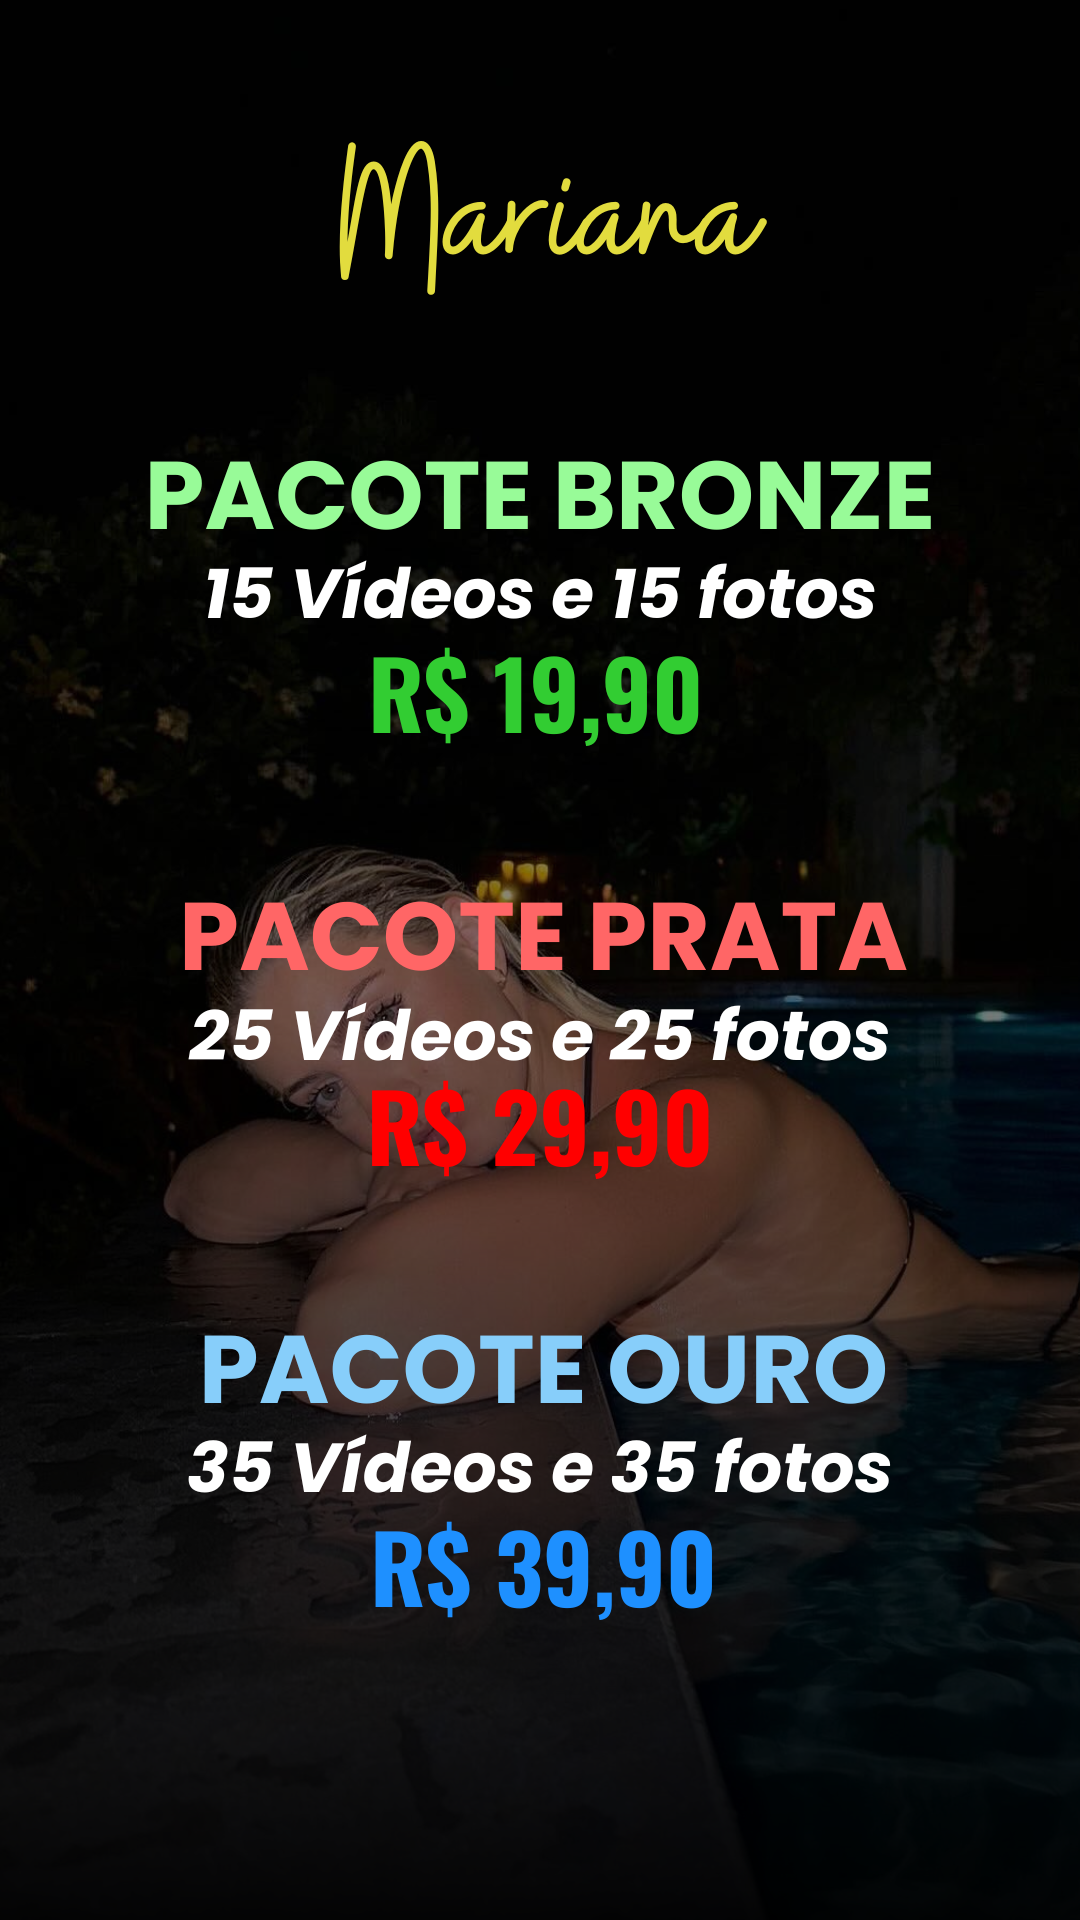 Mariana
PACOTE BRONZE
15 Vídeos e 15 fotos
R$ 19,90
PACOTE PRATA
25 Vídeos e 25 fotos
R$ 29,90
PACOTE OURO
35 Vídeos e 35 fotos
R$ 39,90